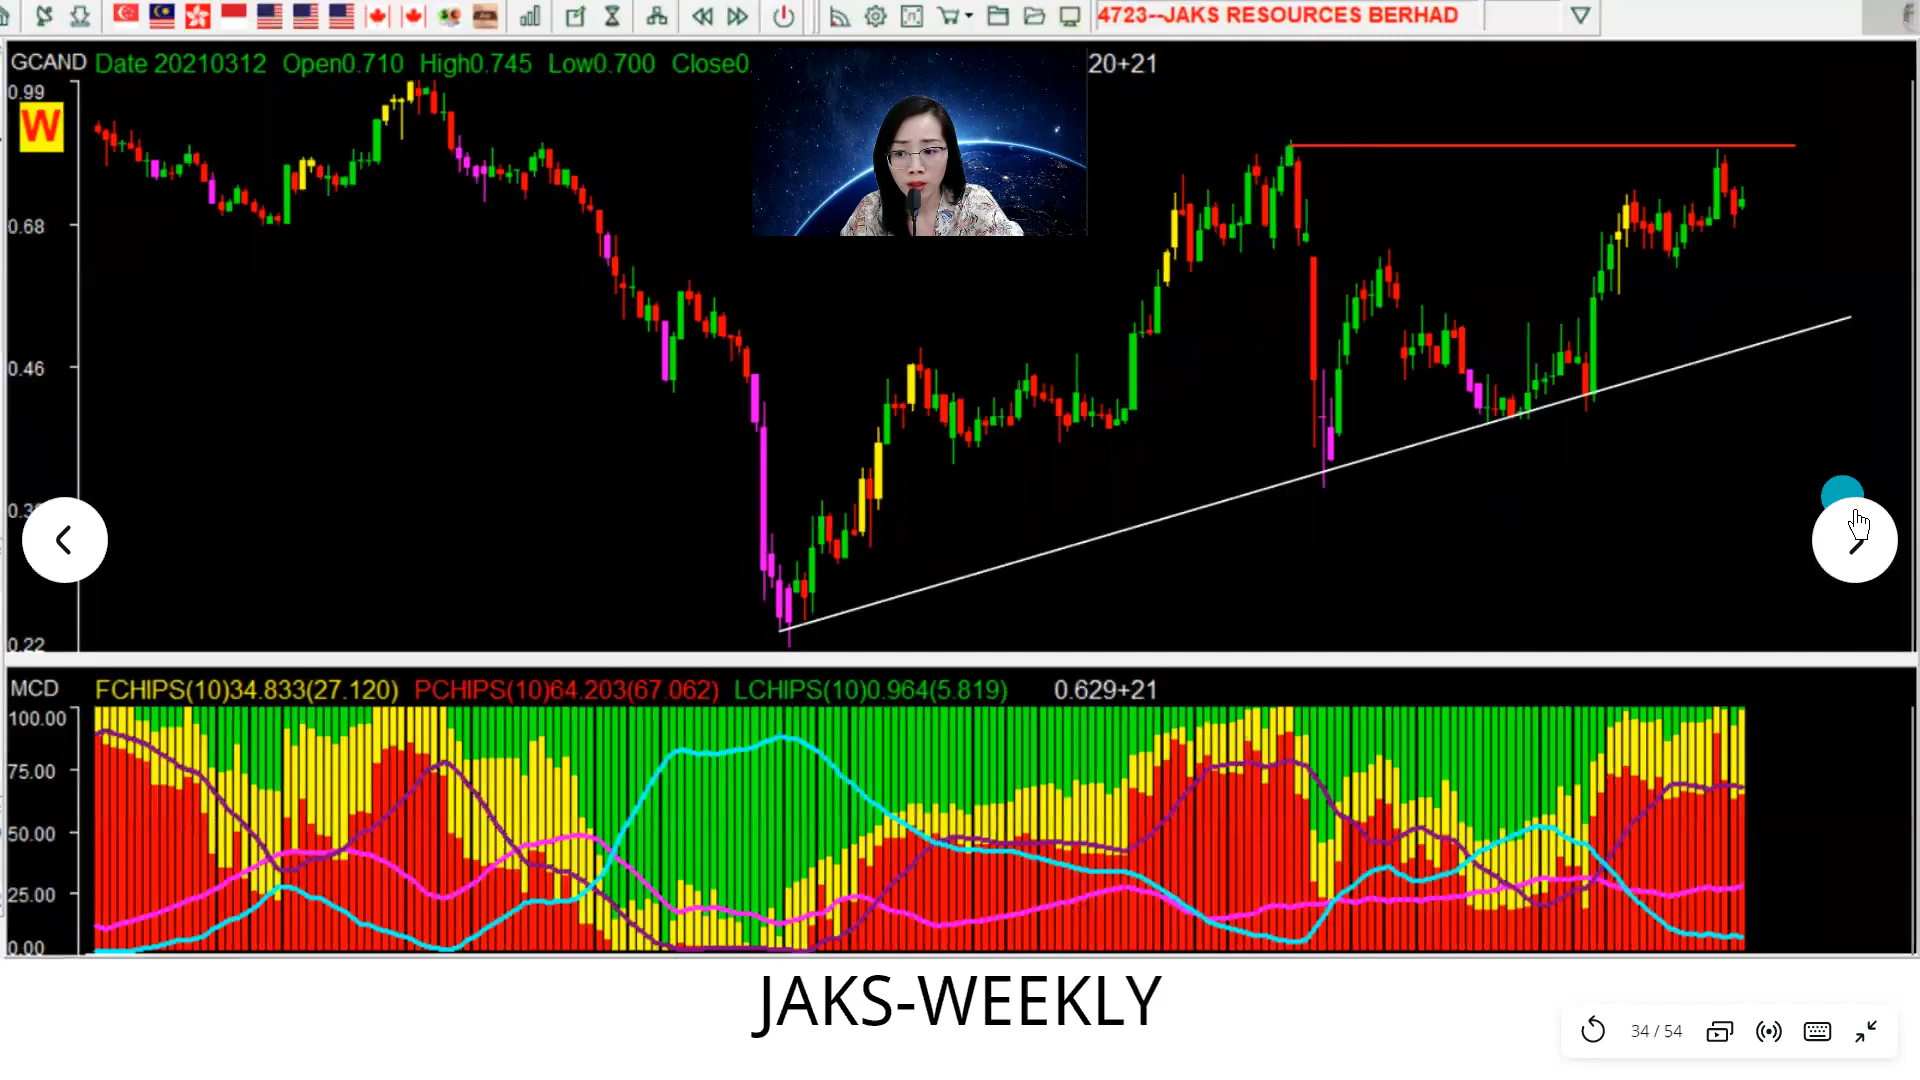 4723--JAKS RESOURCES BERHAD
GCAND Date 20210312 Open0.710 High0.745 Low0.700 Close0 20+21
0.99
W
0.68
0.46
0.22
MCD FCHIPS(10)34.833(27.120) PCHIPS(10)64.203(67.062) LCHIPS(10)0.964(5.819) 0.629+21
100.00
75.00
50.00
25.00
0.00
JAKS-WEEKLY
34 / 54